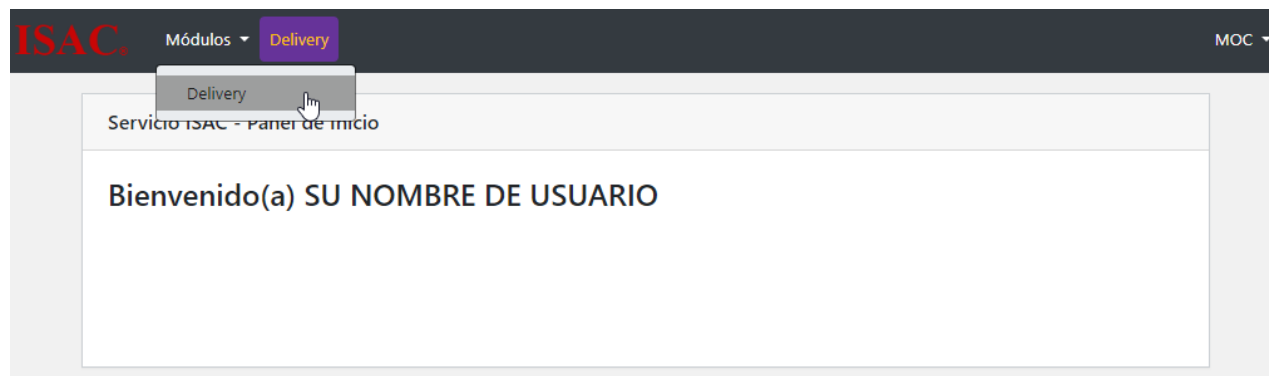 ISAC. Módulos Delivery MOC
Delivery
Servicio ISAC - Panel de Inicio
Bienvenido(a) SU NOMBRE DE USUARIO